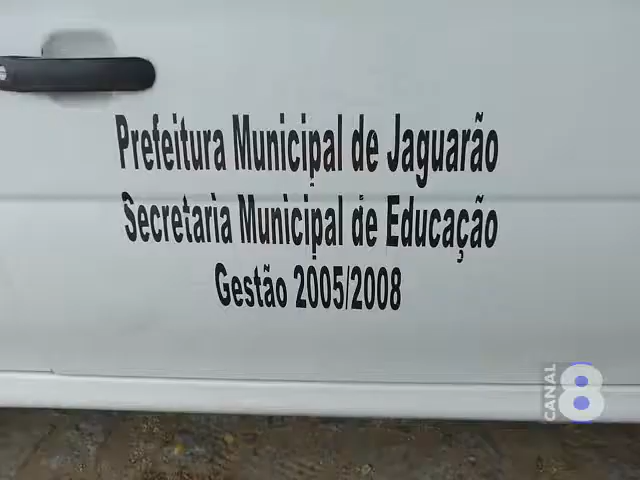 Prefeitura Municipal de Jaguarão
Secretaria Municipal de Educação
Gestão 2005/2008
CANAL 8